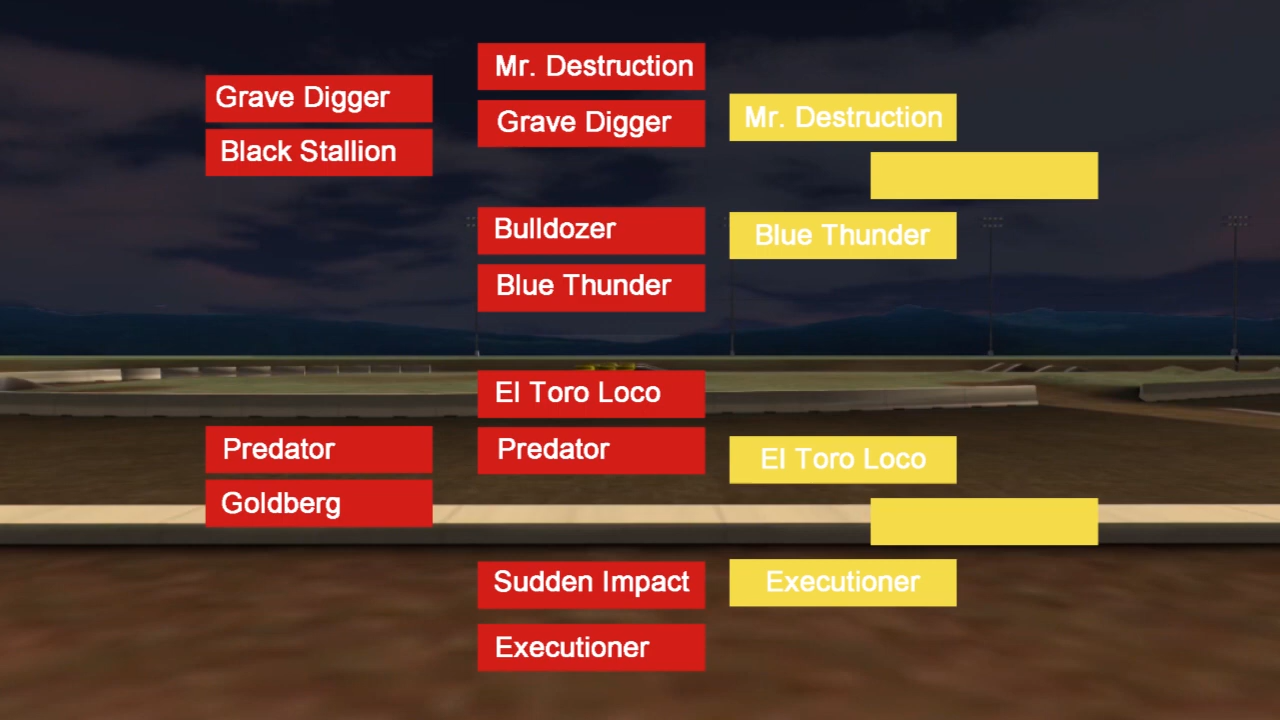 Mr. Destruction
Grave Digger
Grave Digger
Mr. Destruction
Black Stallion
Bulldozer
Blue Thunder
Blue Thunder
El Toro Loco
Predator
Predator
El Toro Loco
Goldberg
Sudden Impact
Executioner
Executioner